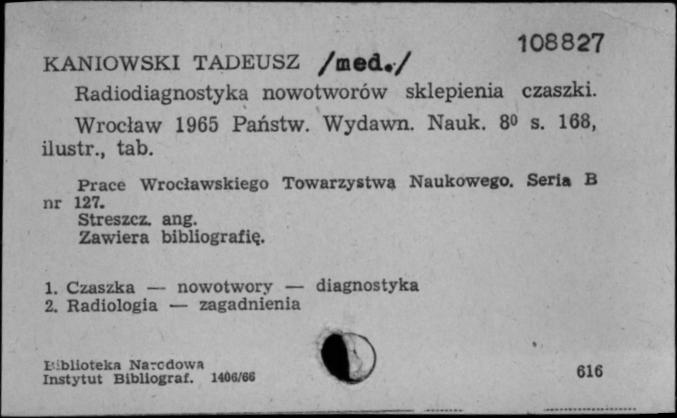 108827
KANIOWSKI TADEUSZ /med./
Radiodiagnostyka nowotworów sklepienia czaszki.
Wrocław 1965 Państw. Wydawn. Nauk. 8⁰ s. 168,
ilustr., tab.
Prace Wrocławskiego Towarzystwa Naukowego. Seria B
nr 127.
Streszcz. ang.
Zawiera bibliografię.
1. Czaszka — nowotwory — diagnostyka
2. Radiologia — zagadnienia
Biblioteka Narodowa
Instytut Bibliograf. 1406/66
616